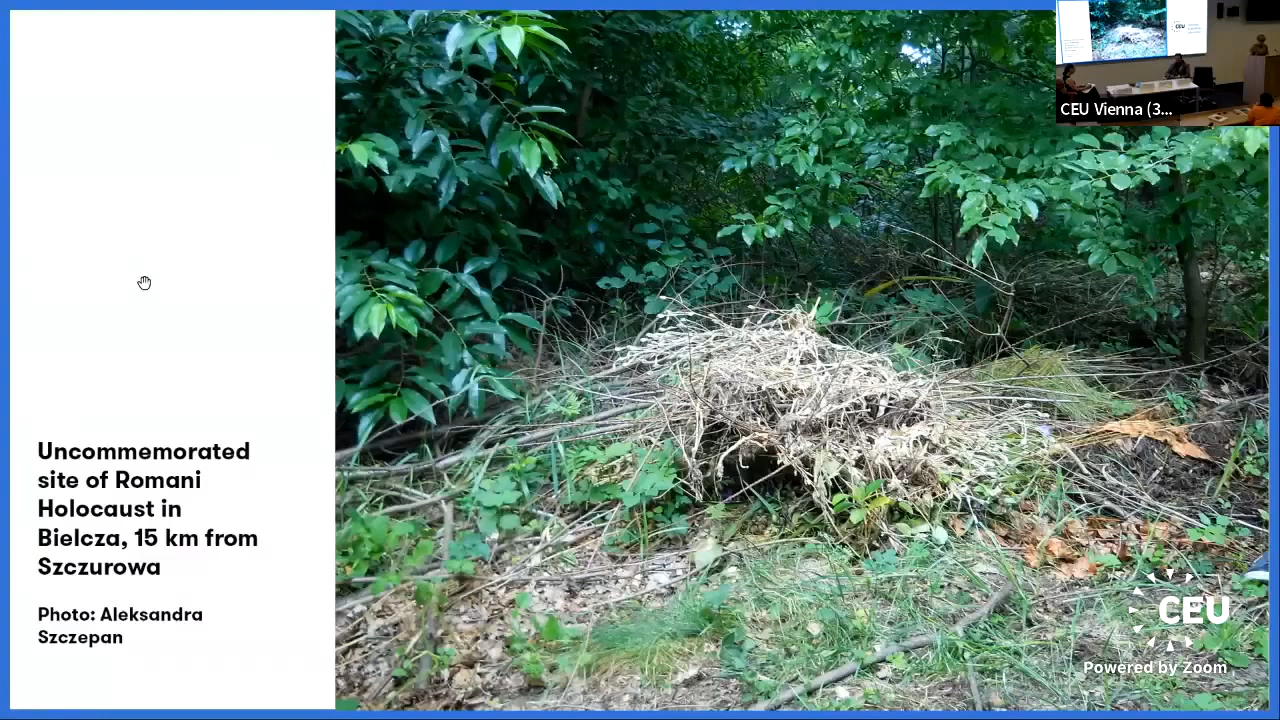 Uncommemorated
site of Romani
Holocaust in
Bielcza, 15 km from
Szczurowa
Photo: Aleksandra
Szczepan
CEU
CEU Vienna (3...
CEU
Powered by Zoom